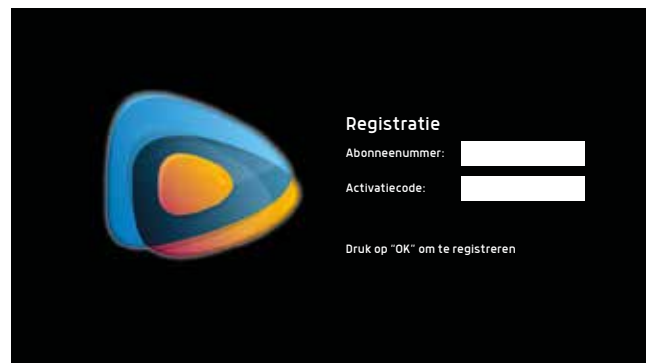 Registratie
Abonneenummer:
Activatiecode:
Druk op "OK" om te registreren